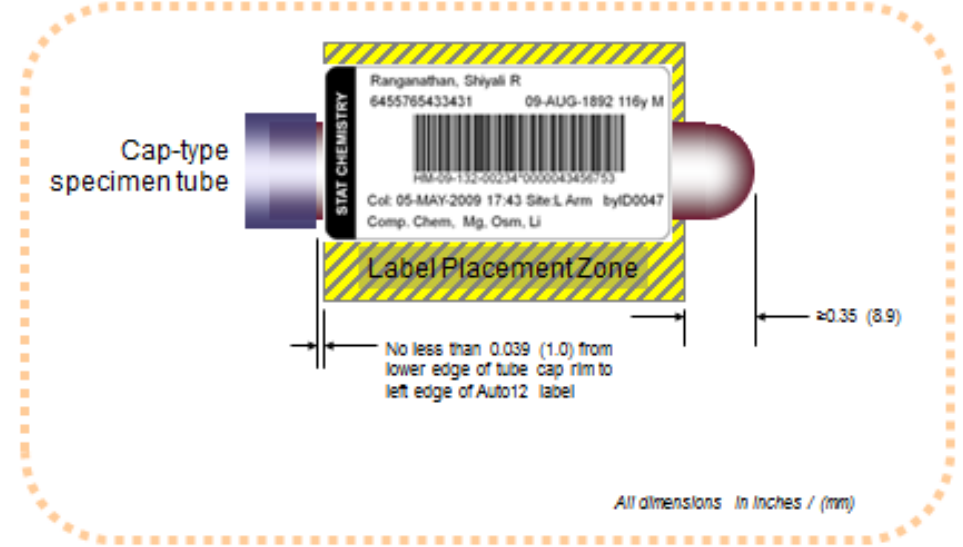 Ranganathan, Shiyali R
6455765433431 09-AUG-1892 116y M
STAT CHEMISTRY
HM-09-132-00234*0000043456753
Col: 05-MAY-2009 17:43 Site:L Arm byID0047
Comp. Chem, Mg, Osm, Li
Cap-type
specimen tube
Label Placement Zone
≥0.35 (8.9)
No less than 0.039 (1.0) from
lower edge of tube cap rim to
left edge of Auto12 label
All dimensions in inches / (mm)